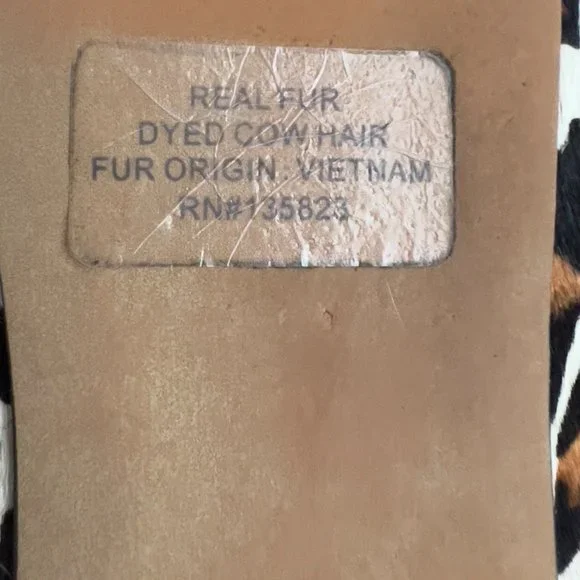 REAL FUR
DYED COW HAIR
FUR ORIGIN : VIETNAM
RN#135823